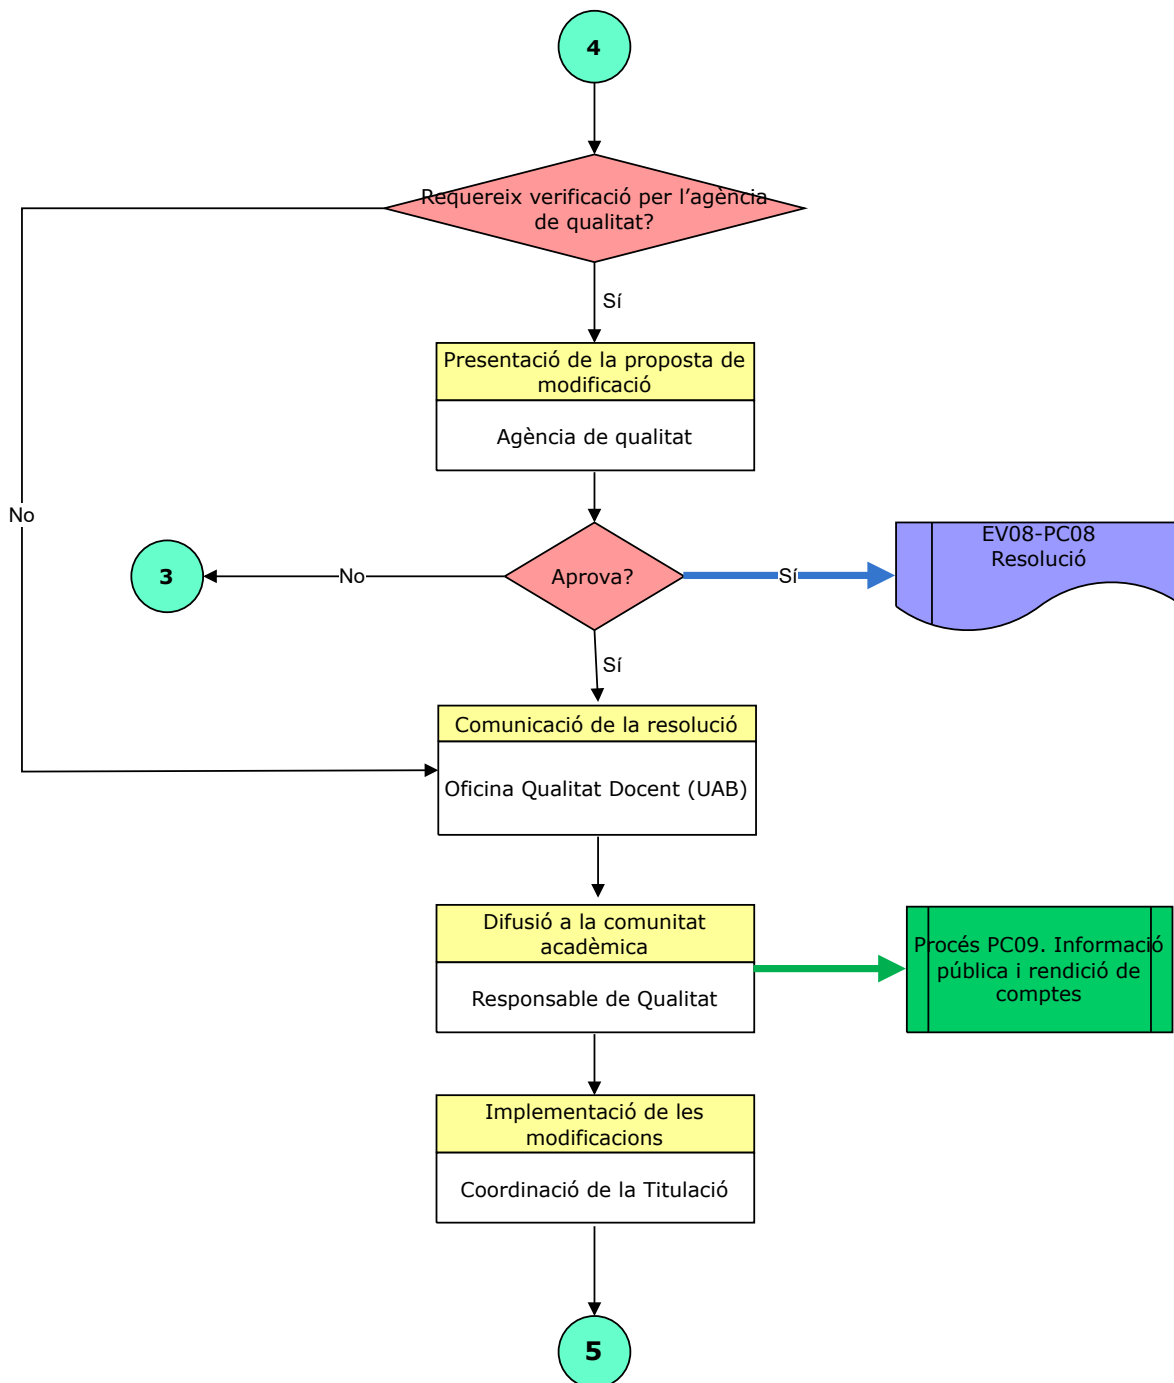 4
Requereix verificació per l’agència
de qualitat?
Sí
Presentació de la proposta de
modificació
Agència de qualitat
No
3
No
Aprova?
Sí
EV08-PC08
Resolució
Sí
Comunicació de la resolució
Oficina Qualitat Docent (UAB)
Difusió a la comunitat
acadèmica
Responsable de Qualitat
Procés PC09. Informació
pública i rendició de
comptes
Implementació de les
modificacions
Coordinació de la Titulació
5